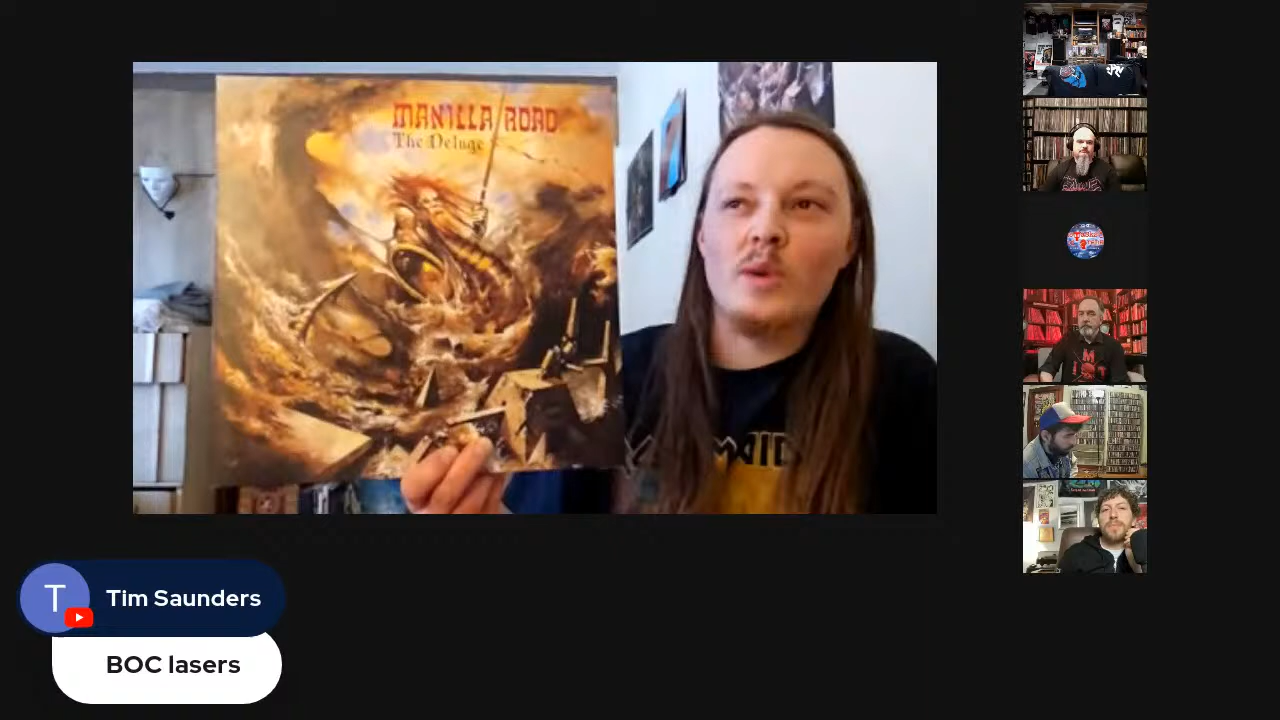 MANILLA ROAD
The Deluge
T
Tim Saunders
BOC lasers